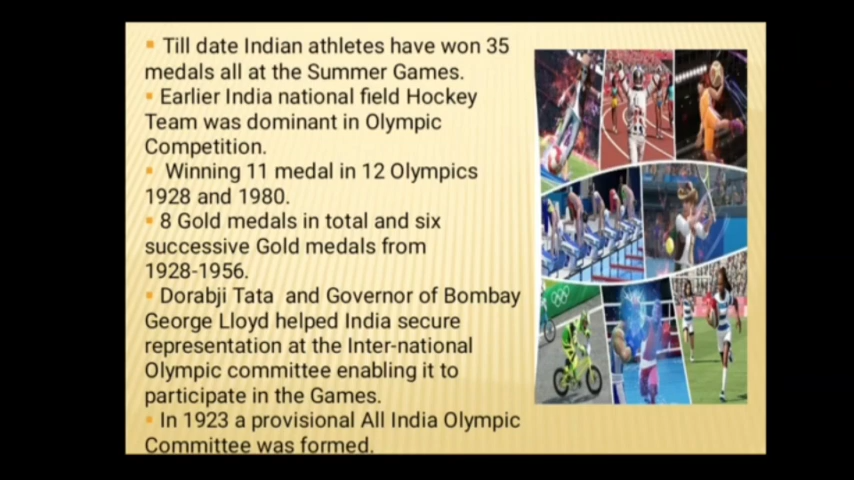 Till date Indian athletes have won 35
medals all at the Summer Games.
Earlier India national field Hockey
Team was dominant in Olympic
Competition.
Winning 11 medal in 12 Olympics
1928 and 1980.
8 Gold medals in total and six
successive Gold medals from
1928-1956.
Dorabji Tata and Governor of Bombay
George Lloyd helped India secure
representation at the Inter-national
Olympic committee enabling it to
participate in the Games.
In 1923 a provisional All India Olympic
Committee was formed.